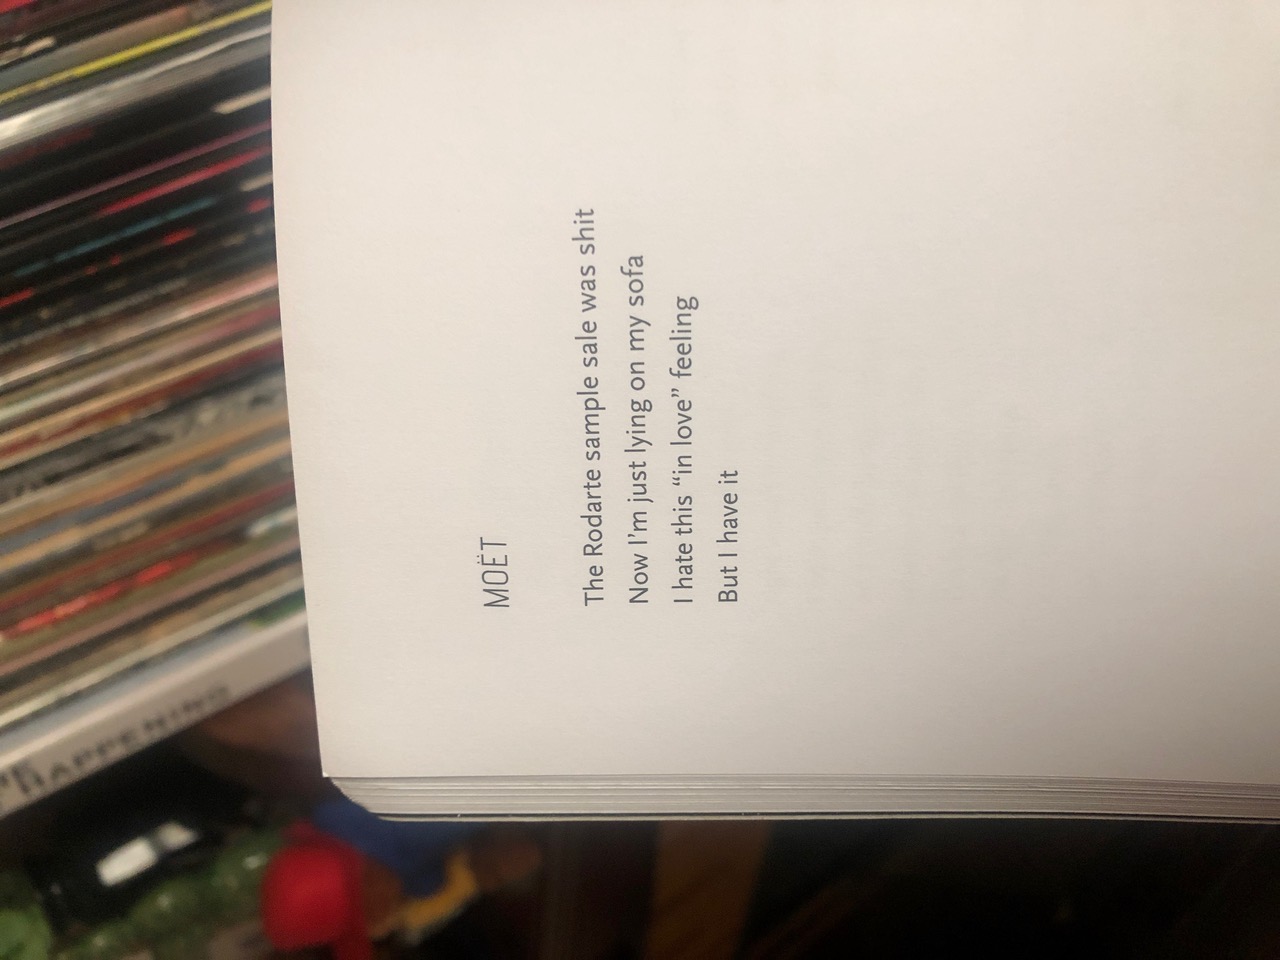 MOËT
The Rodarte sample sale was shit
Now I’m just lying on my sofa
I hate this “in love” feeling
But I have it
HAPPENING